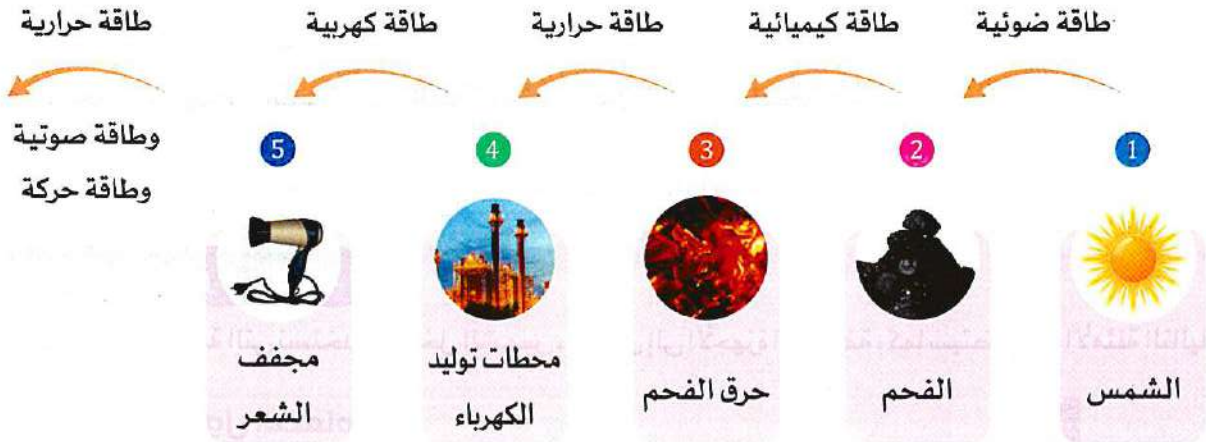 طاقة ضوئية
طاقة كيميائية
طاقة حرارية
طاقة كهربية
طاقة حرارية
وطاقة صوتية
وطاقة حركة
1
2
3
4
5
الشمس
الفحم
حرق الفحم
محطات توليد
الكهرباء
مجفف
الشعر